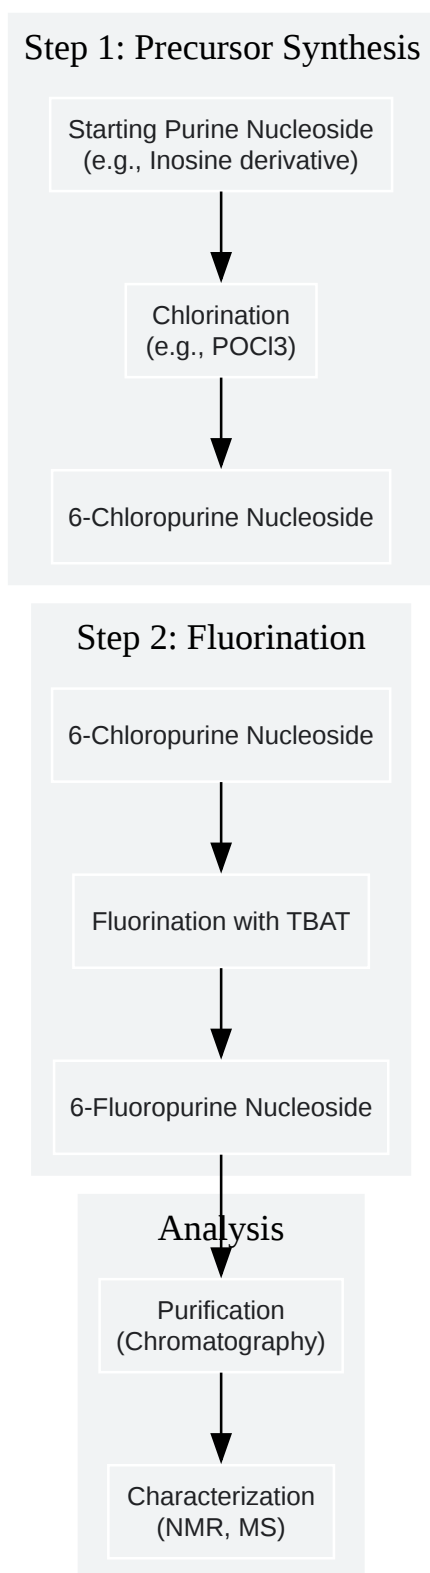 Step 1: Precursor Synthesis
Starting Purine Nucleoside
(e.g., Inosine derivative)
Chlorination
(e.g., POCl3)
6-Chloropurine Nucleoside
Step 2: Fluorination
6-Chloropurine Nucleoside
Fluorination with TBAT
6-Fluoropurine Nucleoside
Analysis
Purification
(Chromatography)
Characterization
(NMR, MS)